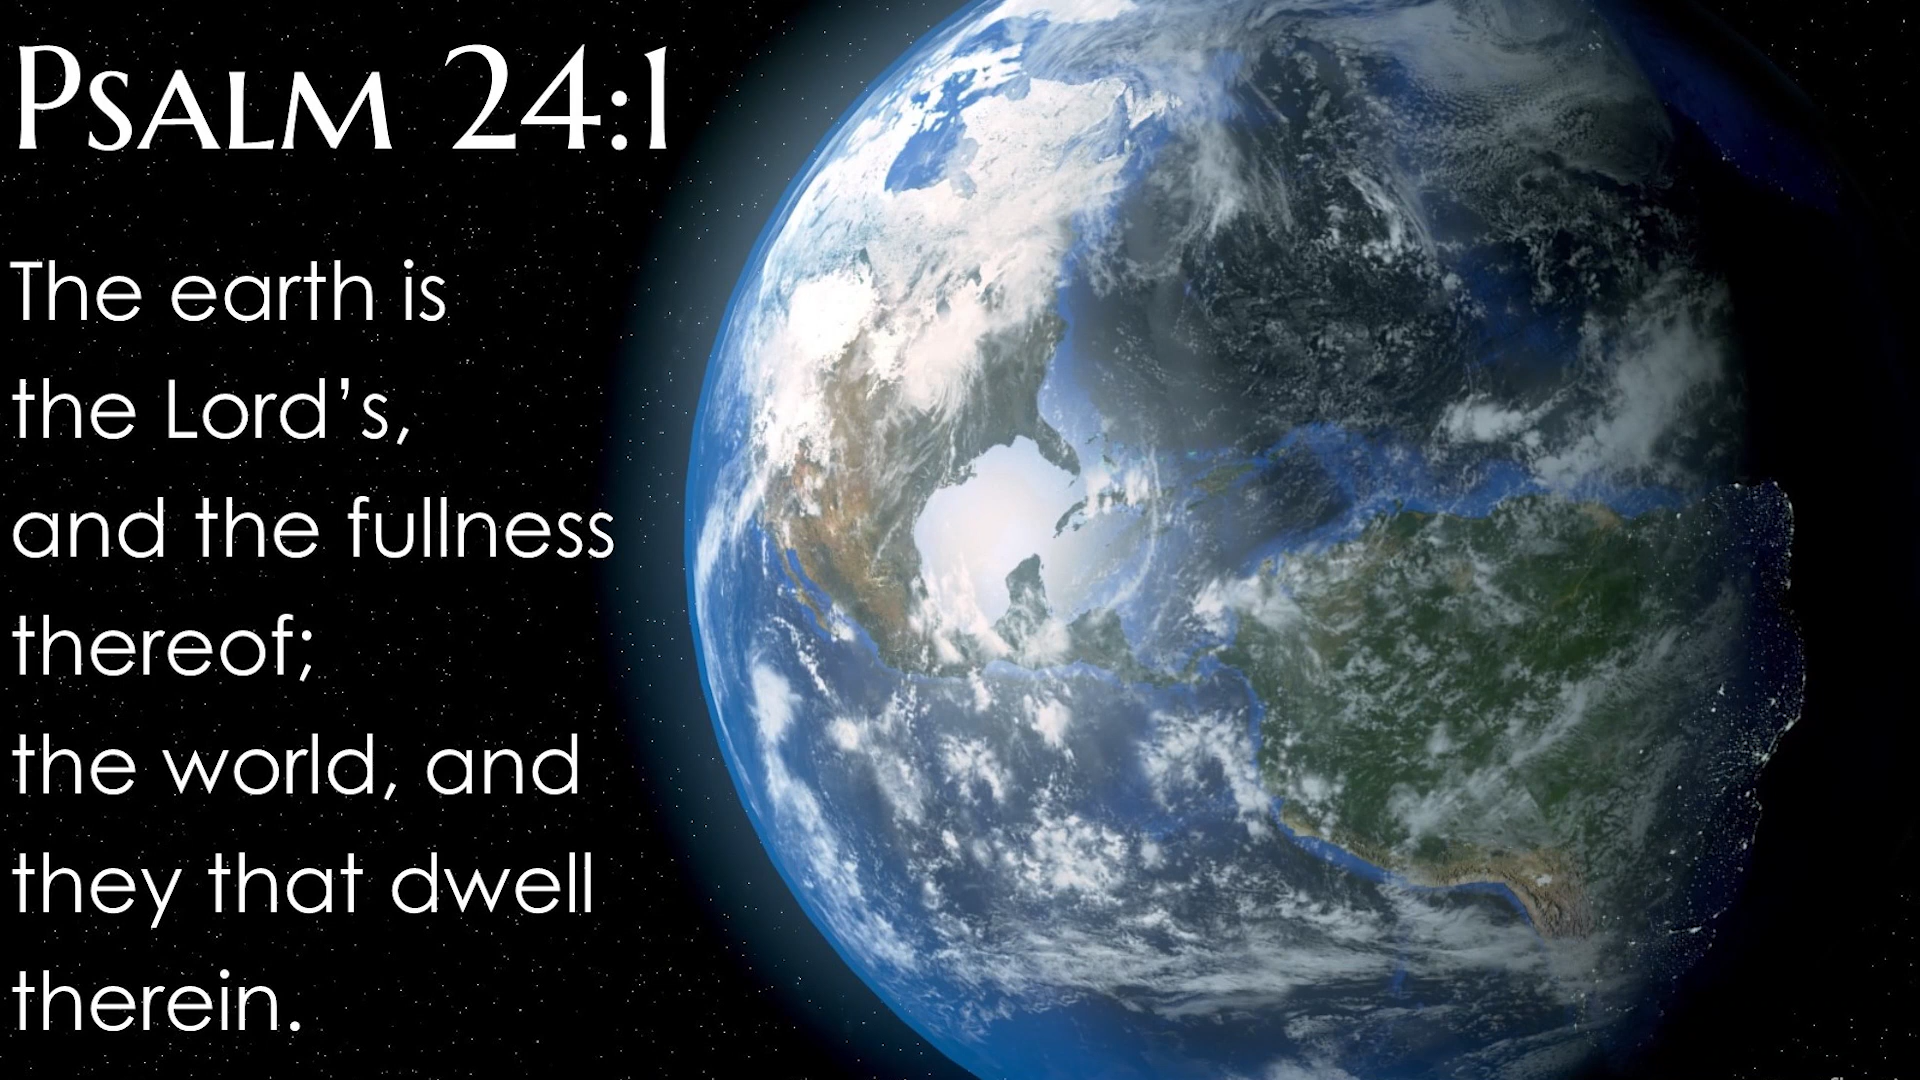 Psalm 24:1
The earth is
the Lord’s,
and the fullness
thereof;
the world, and
they that dwell
therein.